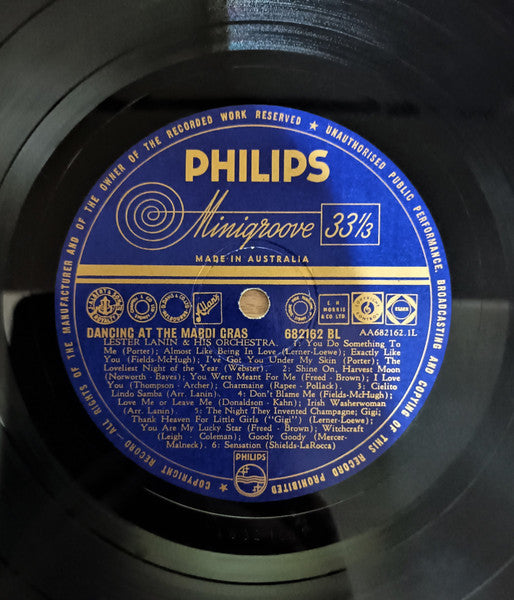 ALL RIGHTS OF THE MANUFACTURER AND OF THE OWNER OF THE RECORDED WORK RESERVED ★ UNAUTHORISED PUBLIC PERFORMANCE, BROADCASTING AND COPYING OF THIS RECORD PROHIBITED ★ COPYRIGHT RECORD —
PHILIPS
Minigroove 33⅓
MADE IN AUSTRALIA
Allans
E. H. MORRIS & CO LTD.
DANCING AT THE MARDI GRAS 682162 BL AA682162.1L
LESTER LANIN & HIS ORCHESTRA. 1: You Do Something To
Me (Porter); Almost Like Being In Love (Lerner-Loewe); Exactly Like
You (Fields-McHugh); I've Got You Under My Skin (Porter); The
Loveliest Night of the Year (Webster). 2: Shine On, Harvest Moon
(Norworth - Bayes); You Were Meant For Me (Freed - Brown); I Love
You (Thompson - Archer); Charmaine (Rapee - Pollack). 3: Cielito
Lindo Samba (Arr. Lanin). 4: Don't Blame Me (Fields-McHugh);
Love Me or Leave Me (Donaldson - Kahn); Irish Washerwoman
(Arr. Lanin). 5: The Night They Invented Champagne; Gigi;
Thank Heaven For Little Girls ("Gigi") (Lerner-Loewe);
You Are My Lucky Star (Freed - Brown); Witchcraft
(Leigh - Coleman); Goody Goody (Mercer-
Malneck). 6: Sensation (Shields-LaRocca)
PHILIPS